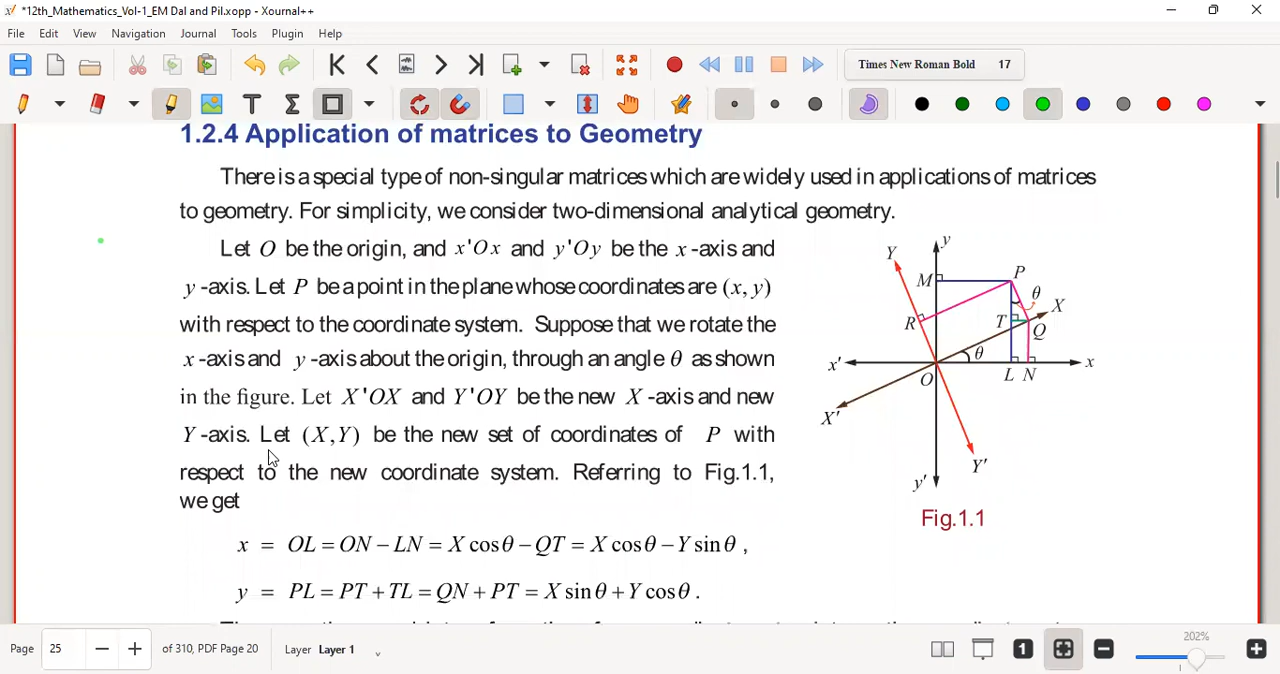 *12th_Mathematics_Vol-1_EM Dal and Pil.xopp - Xournal++
File Edit View Navigation Journal Tools Plugin Help
Times New Roman Bold 17
1.2.4 Application of matrices to Geometry
There is a special type of non-singular matrices which are widely used in applications of matrices
to geometry. For simplicity, we consider two-dimensional analytical geometry.
Let O be the origin, and x'Ox and y'Oy be the x -axis and
y -axis. Let P be a point in the plane whose coordinates are (x, y)
with respect to the coordinate system. Suppose that we rotate the
x -axis and y -axis about the origin, through an angle θ as shown
in the figure. Let X'OX and Y'OY be the new X -axis and new
Y -axis. Let (X,Y) be the new set of coordinates of P with
respect to the new coordinate system. Referring to Fig.1.1,
we get
x = OL = ON − LN = X cosθ − QT = X cosθ − Y sinθ ,
y = PL = PT + TL = QN + PT = X sinθ + Y cosθ .
y
Y
M
P
θ
X
R
T
Q
x'
θ
x
O
L N
X'
Y'
y'
Fig.1.1
Page 25 of 310, PDF Page 20 Layer Layer 1 202%